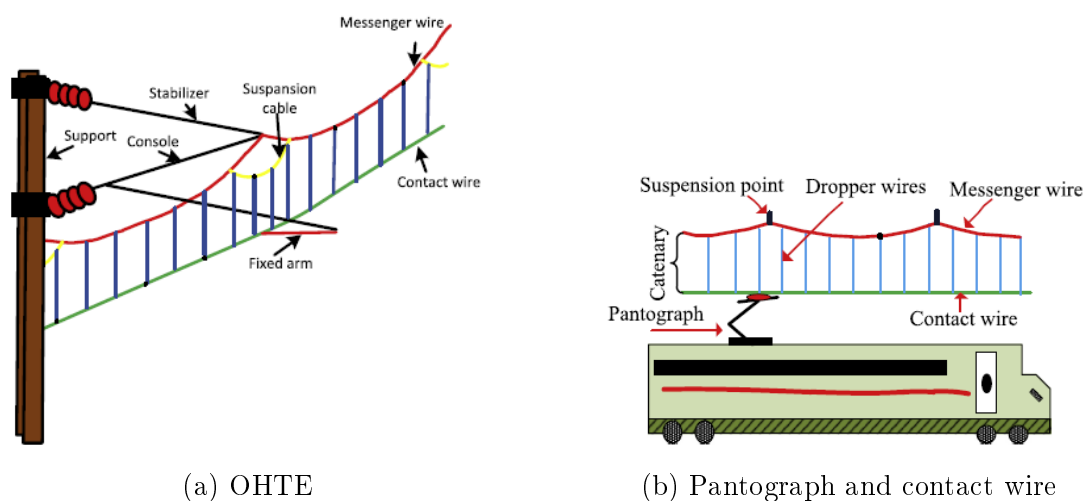 Messenger wire
Stabilizer
Suspansion
cable
Support
Console
Contact wire
Fixed arm
(a) OHTE
Suspension point
Dropper wires
Messenger wire
Catenary
Pantograph
Contact wire
(b) Pantograph and contact wire